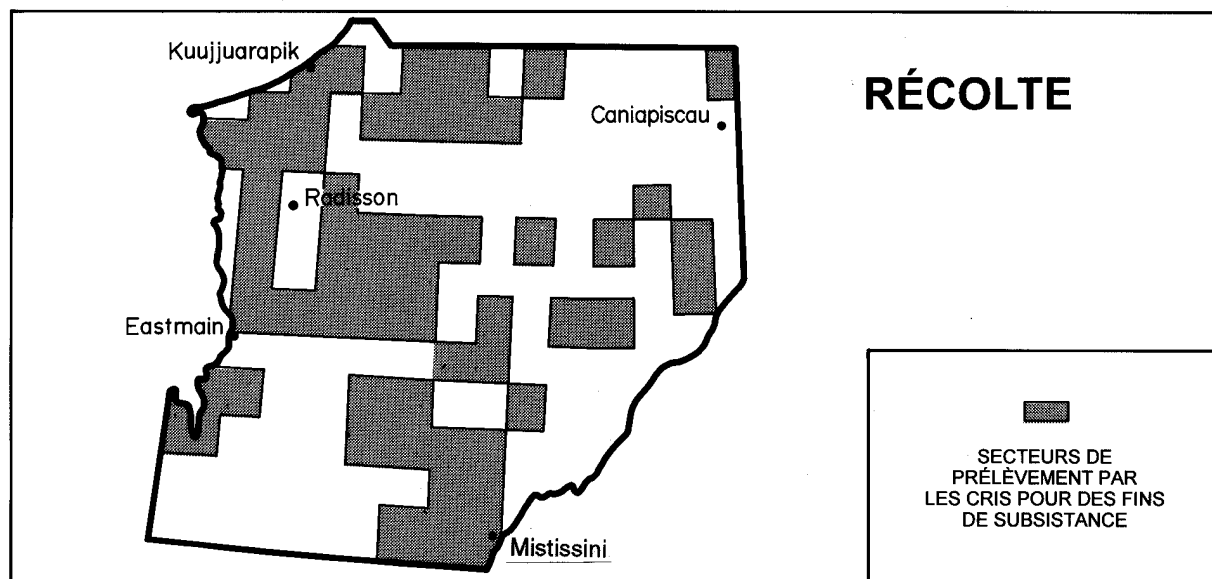 Kuujjuarapik
RÉCOLTE
Caniapiscau
Radisson
Eastmain
Mistissini
SECTEURS DE
PRÉLÈVEMENT PAR
LES CRIS POUR DES FINS
DE SUBSISTANCE